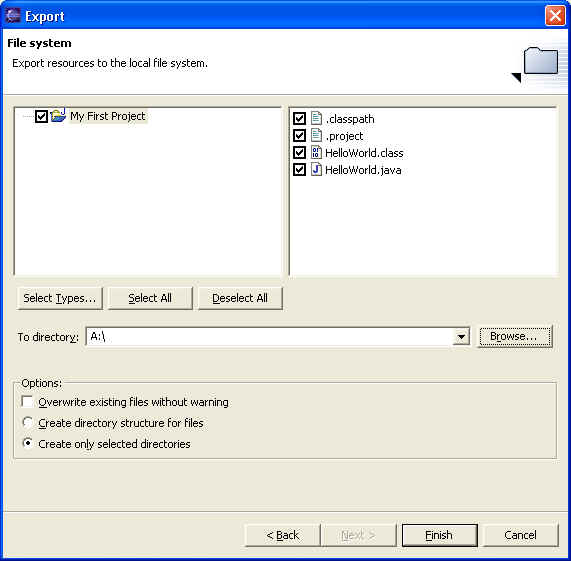 Export
File system
Export resources to the local file system.
My First Project
.classpath
.project
HelloWorld.class
HelloWorld.java
Select Types...
Select All
Deselect All
To directory:
A:\
Browse...
Options:
Overwrite existing files without warning
Create directory structure for files
Create only selected directories
< Back
Next >
Finish
Cancel